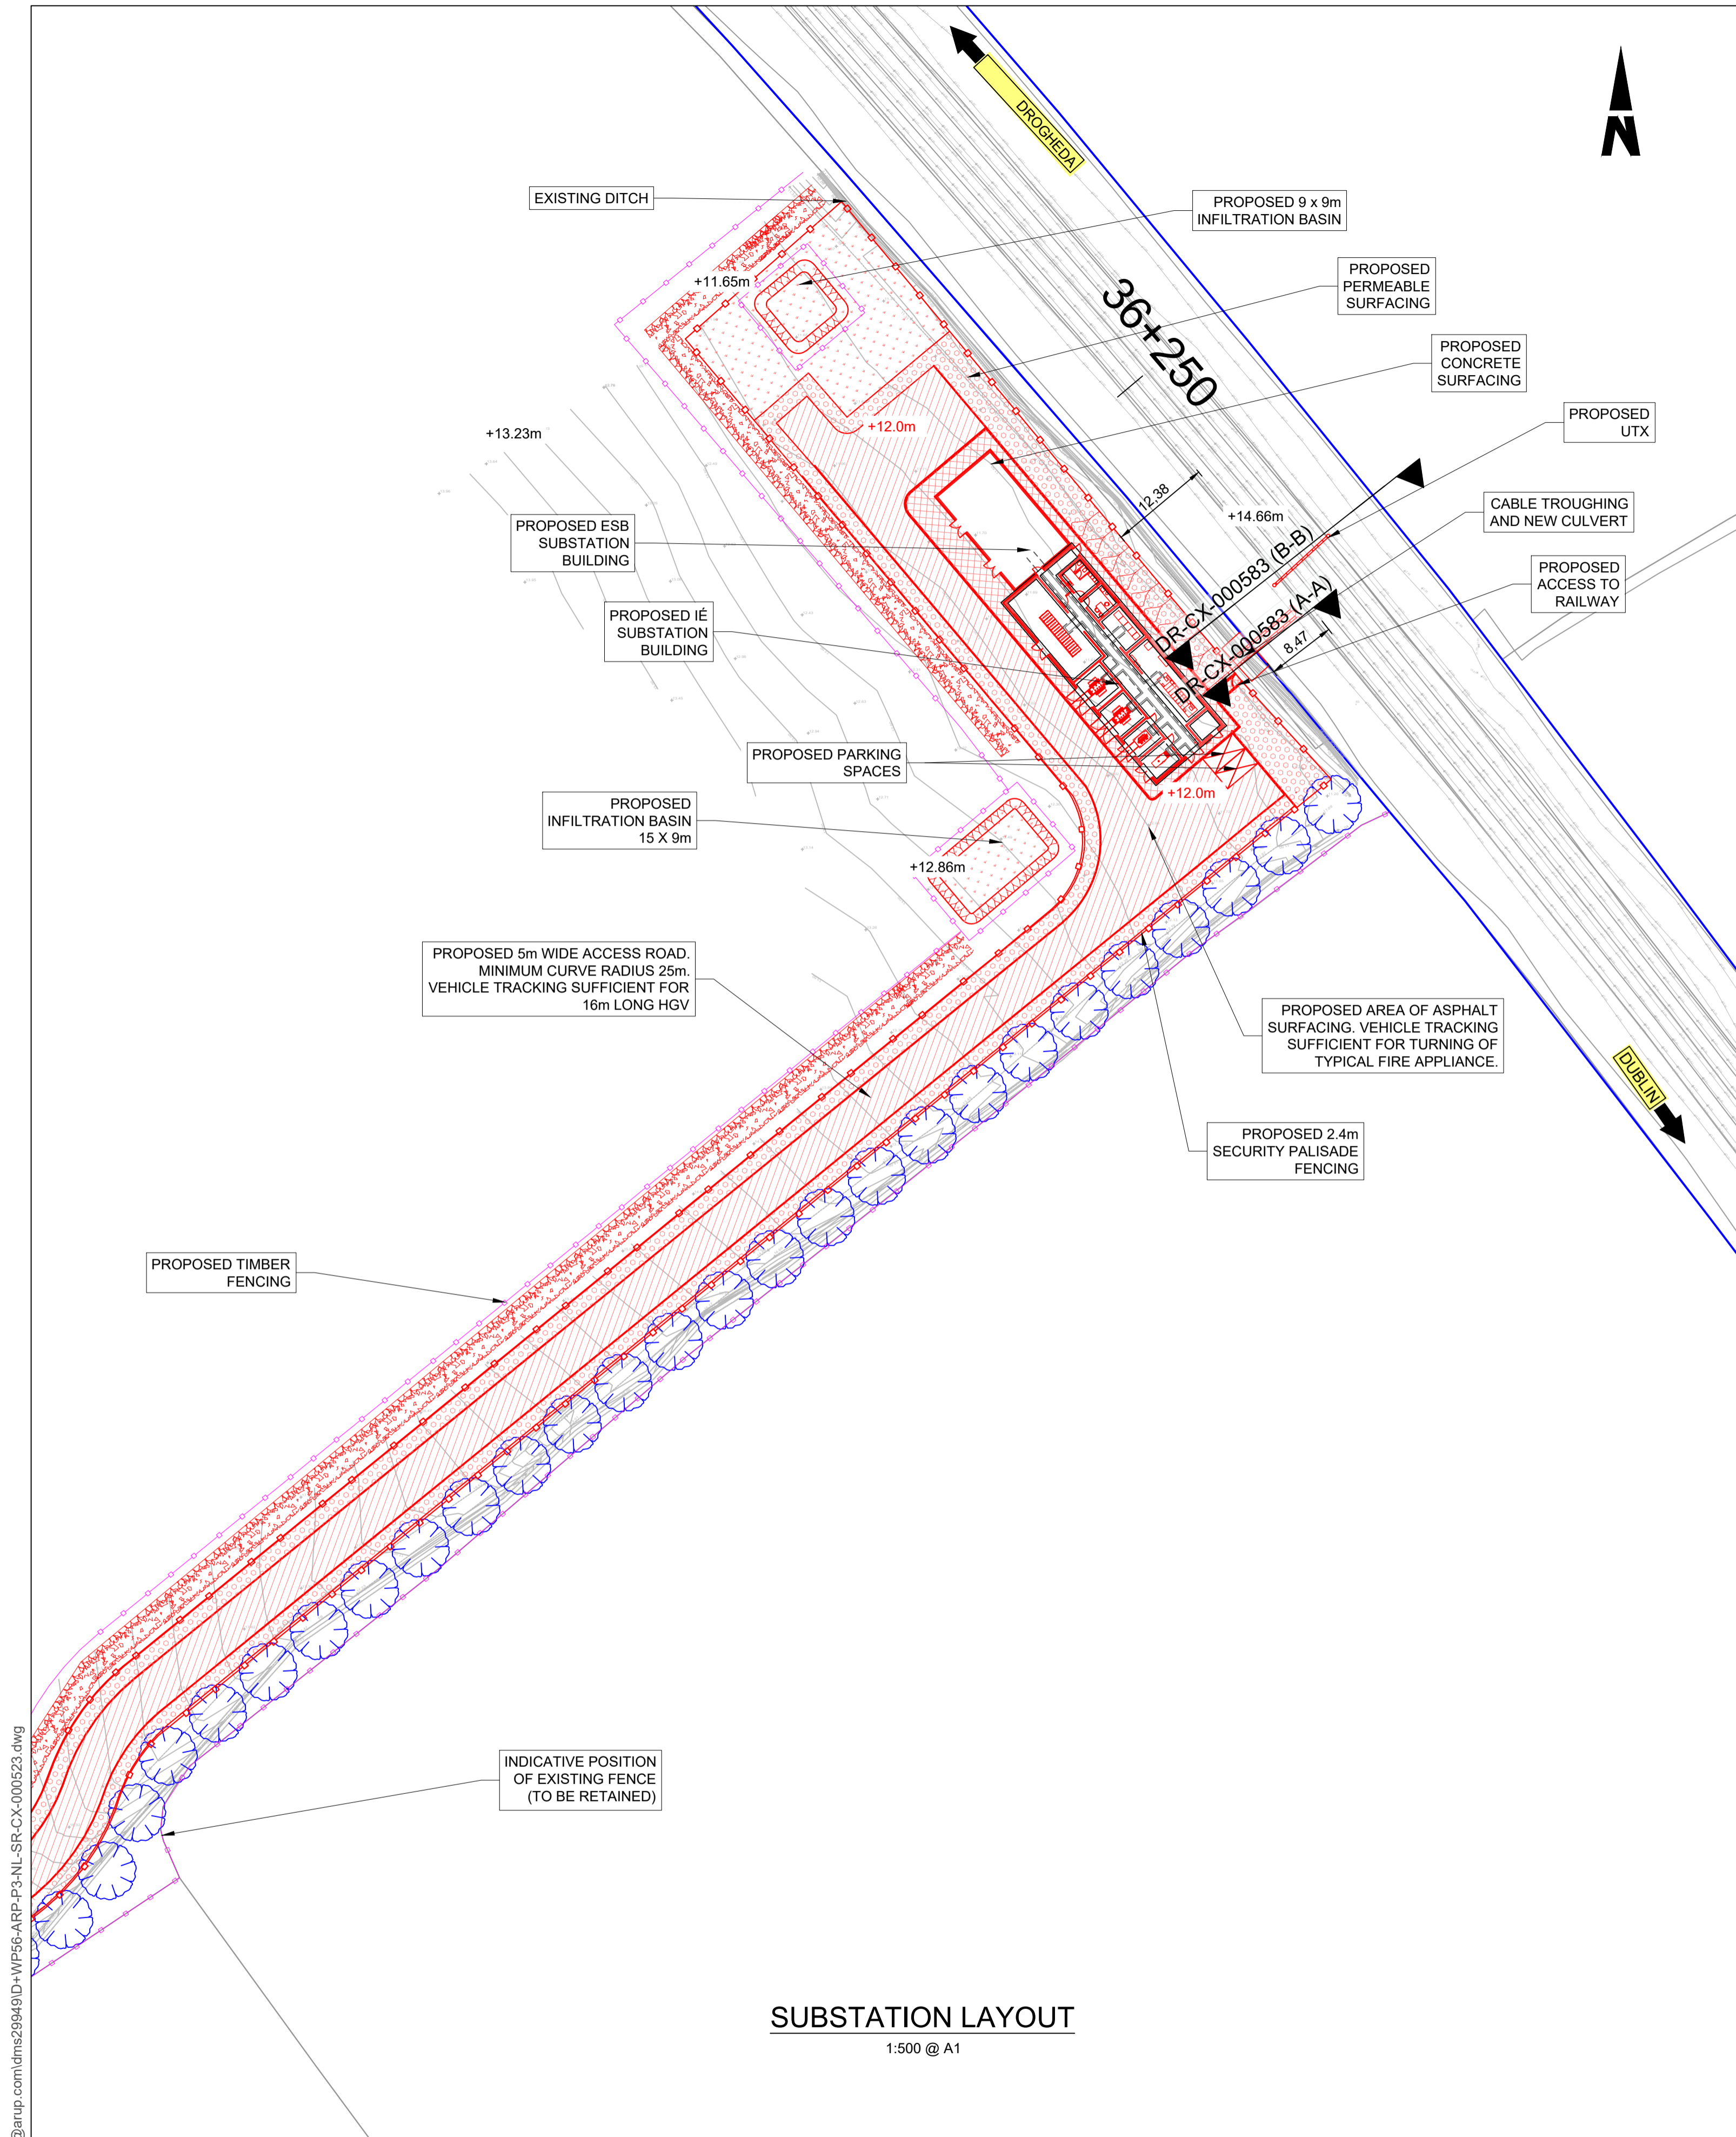 DROGHEDA
N
EXISTING DITCH
PROPOSED 9 x 9m
INFILTRATION BASIN
+11.65m
PROPOSED
PERMEABLE
SURFACING
36+250
PROPOSED
CONCRETE
SURFACING
+12.0m
+13.23m
PROPOSED
UTX
12,38
+14.66m
CABLE TROUGHING
AND NEW CULVERT
PROPOSED ESB
SUBSTATION
BUILDING
DR-CX-000583 (B-B)
PROPOSED
ACCESS TO
RAILWAY
PROPOSED IÉ
SUBSTATION
BUILDING
DR-CX-000583 (A-A)
8,47
PROPOSED PARKING
SPACES
+12.0m
PROPOSED
INFILTRATION BASIN
15 X 9m
+12.86m
PROPOSED 5m WIDE ACCESS ROAD.
MINIMUM CURVE RADIUS 25m.
VEHICLE TRACKING SUFFICIENT FOR
16m LONG HGV
PROPOSED AREA OF ASPHALT
SURFACING. VEHICLE TRACKING
SUFFICIENT FOR TURNING OF
TYPICAL FIRE APPLIANCE.
DUBLIN
PROPOSED 2.4m
SECURITY PALISADE
FENCING
PROPOSED TIMBER
FENCING
INDICATIVE POSITION
OF EXISTING FENCE
(TO BE RETAINED)
SUBSTATION LAYOUT
1:500 @ A1
@arup.com\dms29949\D+WP56-ARP-P3-NL-SR-CX-000523.dwg